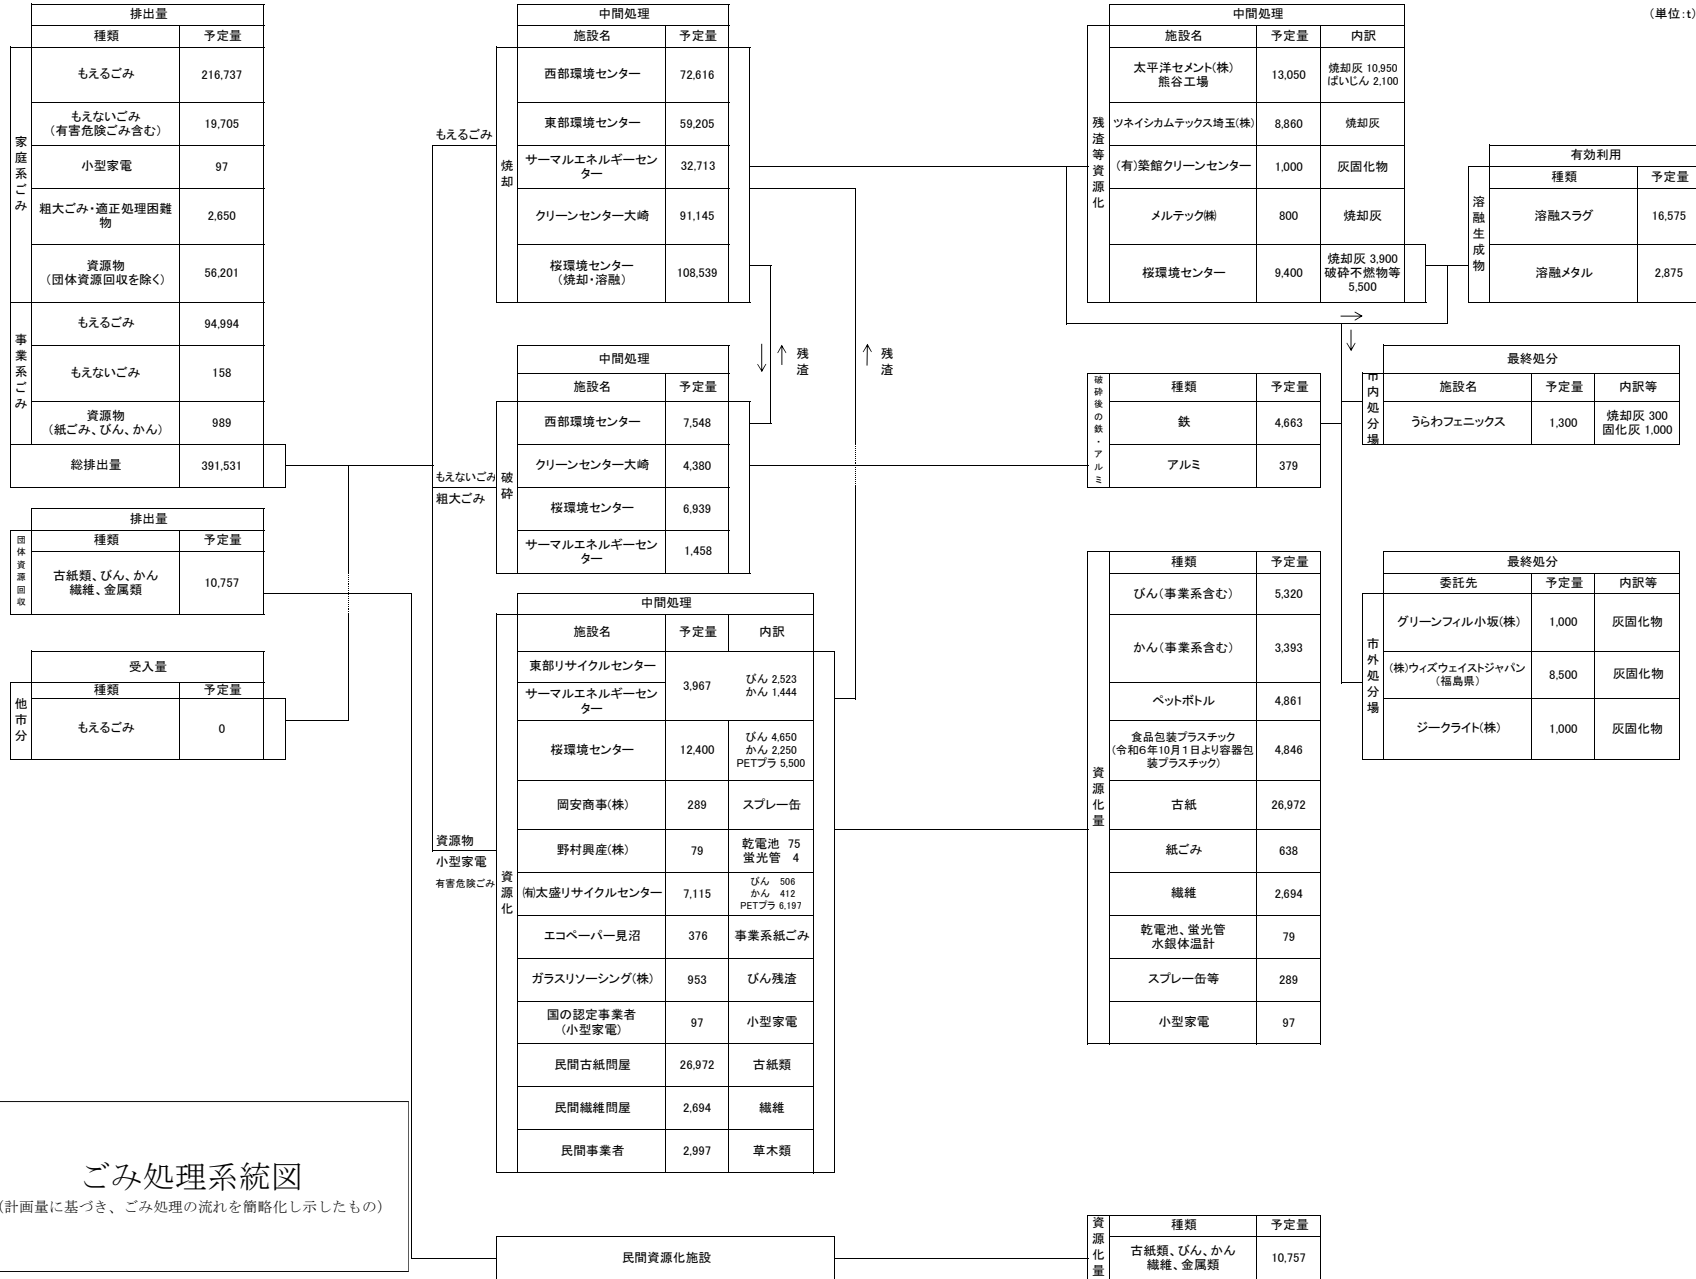 (単位:t)
排出量
種類 予定量
家庭系ごみ
もえるごみ 216,737
もえないごみ
(有害危険ごみ含む) 19,705
小型家電 97
粗大ごみ・適正処理困難
物 2,650
資源物
(団体資源回収を除く) 56,201
事業系ごみ
もえるごみ 94,994
もえないごみ 158
資源物
(紙ごみ、びん、かん) 989
総排出量 391,531
排出量
種類 予定量
団体資源回収
古紙類、びん、かん
繊維、金属類 10,757
受入量
種類 予定量
他市分
もえるごみ 0
もえるごみ
もえないごみ
粗大ごみ
資源物
小型家電
有害危険ごみ
中間処理
施設名 予定量
焼却
西部環境センター 72,616
東部環境センター 59,205
サーマルエネルギーセン
ター 32,713
クリーンセンター大崎 91,145
桜環境センター
(焼却・溶融) 108,539
残渣
残渣
中間処理
施設名 予定量
破砕
西部環境センター 7,548
クリーンセンター大崎 4,380
桜環境センター 6,939
サーマルエネルギーセン
ター 1,458
中間処理
施設名 予定量 内訳
資源化
東部リサイクルセンター
サーマルエネルギーセン
ター
3,967
びん 2,523
かん 1,444
桜環境センター 12,400
びん 4,650
かん 2,250
PETプラ 5,500
岡安商事(株) 289 スプレー缶
野村興産(株) 79
乾電池 75
蛍光管 4
㈲太盛リサイクルセンター 7,115
びん 506
かん 412
PETプラ 6,197
エコペーパー見沼 376 事業系紙ごみ
ガラスリソーシング(株) 953 びん残渣
国の認定事業者
(小型家電) 97 小型家電
民間古紙問屋 26,972 古紙類
民間繊維問屋 2,694 繊維
民間事業者 2,997 草木類
民間資源化施設
中間処理
施設名 予定量 内訳
残渣等資源化
太平洋セメント(株)
熊谷工場 13,050
焼却灰 10,950
ばいじん 2,100
ツネイシカムテックス埼玉(株) 8,860 焼却灰
(有)築館クリーンセンター 1,000 灰固化物
メルテック㈱ 800 焼却灰
桜環境センター 9,400
焼却灰 3,900
破砕不燃物等
5,500
破砕後の鉄・アルミ
種類 予定量
鉄 4,663
アルミ 379
資源化量
種類 予定量
びん(事業系含む) 5,320
かん(事業系含む) 3,393
ペットボトル 4,861
食品包装プラスチック
(令和6年10月1日より容器包
装プラスチック) 4,846
古紙 26,972
紙ごみ 638
繊維 2,694
乾電池、蛍光管
水銀体温計 79
スプレー缶等 289
小型家電 97
資源化量
種類 予定量
古紙類、びん、かん
繊維、金属類 10,757
有効利用
種類 予定量
溶融生成物
溶融スラグ 16,575
溶融メタル 2,875
最終処分
施設名 予定量 内訳等
市内処分場
うらわフェニックス 1,300
焼却灰 300
固化灰 1,000
最終処分
委託先 予定量 内訳等
市外処分場
グリーンフィル小坂(株) 1,000 灰固化物
(株)ウィズウェイストジャパン
(福島県) 8,500 灰固化物
ジークライト(株) 1,000 灰固化物
ごみ処理系統図
(計画量に基づき、ごみ処理の流れを簡略化し示したもの)